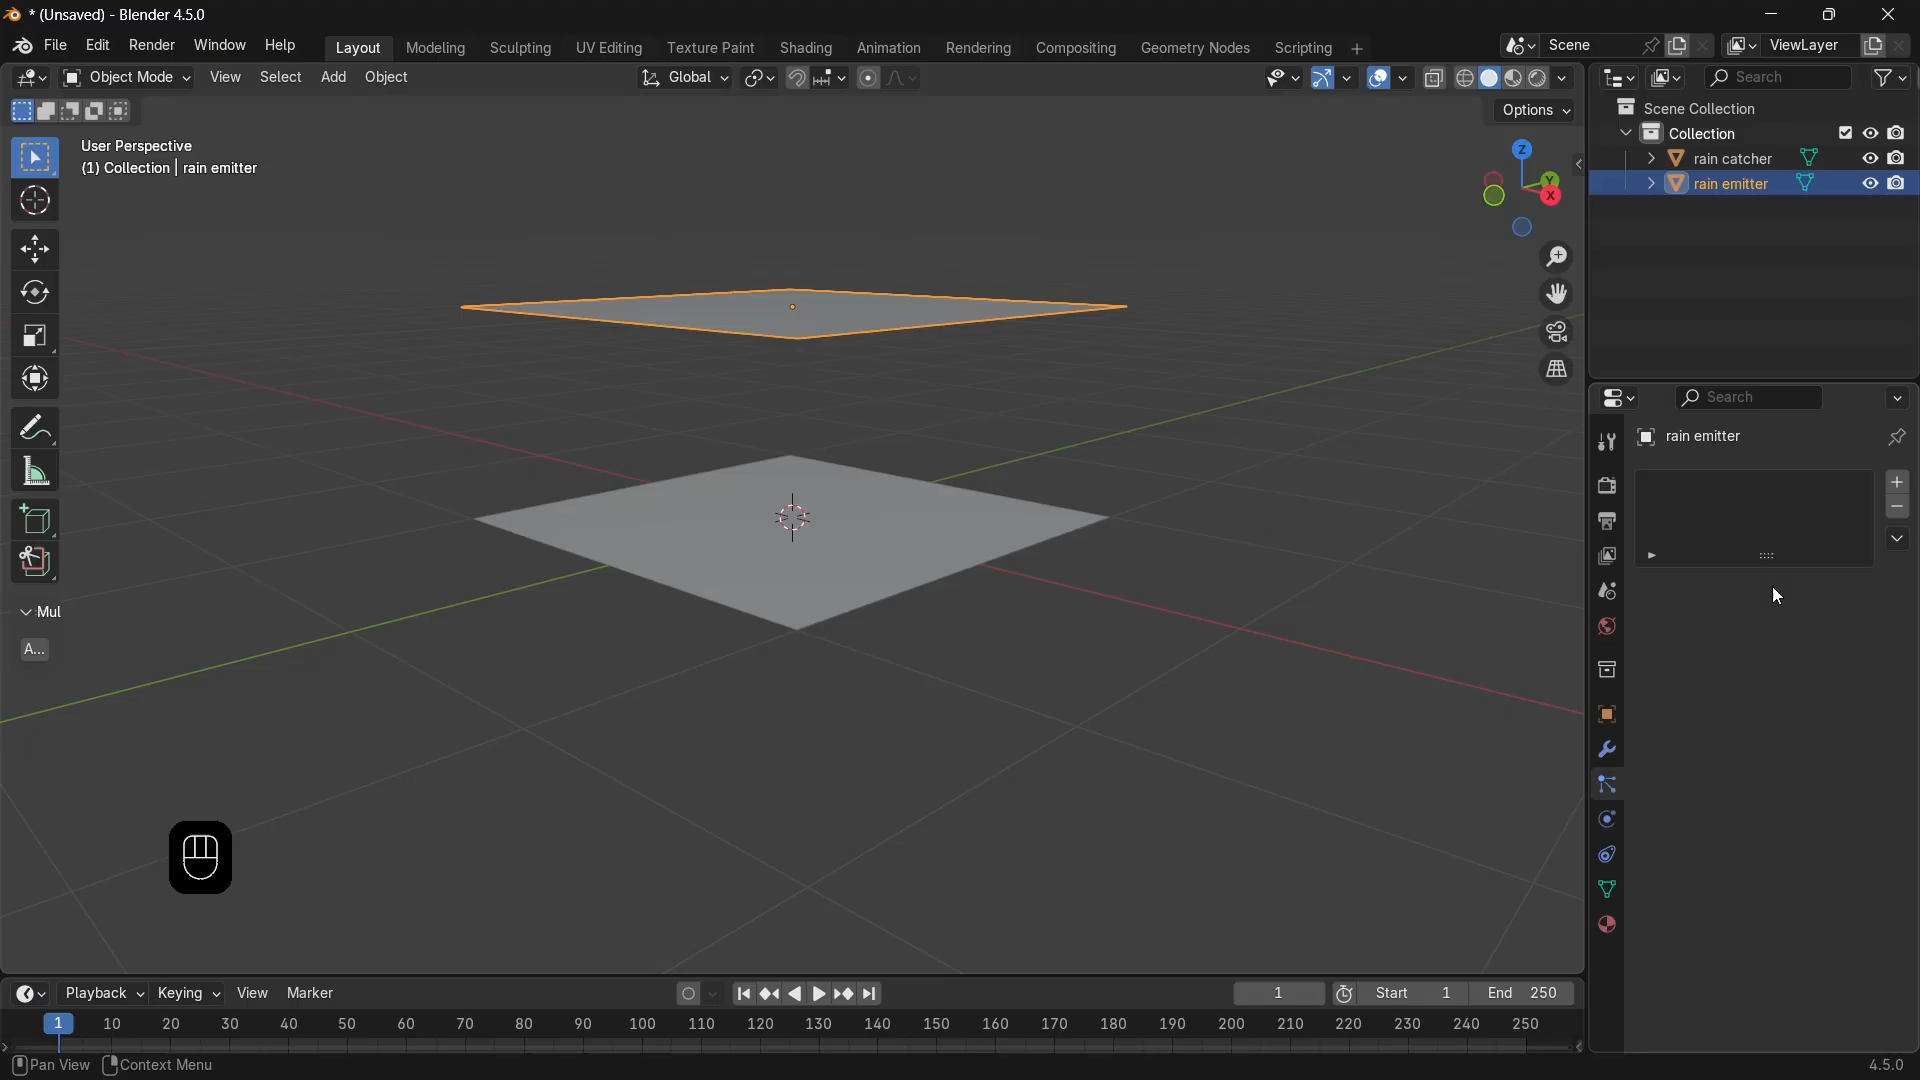 * (Unsaved) - Blender 4.5.0
File Edit Render Window Help
Layout Modeling Sculpting UV Editing Texture Paint Shading Animation Rendering Compositing Geometry Nodes Scripting
Scene
ViewLayer
Object Mode View Select Add Object
Global
Search
Options
User Perspective
(1) Collection | rain emitter
Z
Y
X
Scene Collection
Collection
rain catcher
rain emitter
Search
rain emitter
Mul
A...
Playback Keying View Marker
1
Start 1
End 250
1 10 20 30 40 50 60 70 80 90 100 110 120 130 140 150 160 170 180 190 200 210 220 230 240 250
Pan View Context Menu
4.5.0